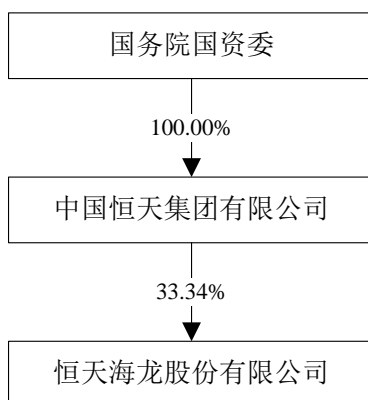 国务院国资委
100.00%
中国恒天集团有限公司
33.34%
恒天海龙股份有限公司